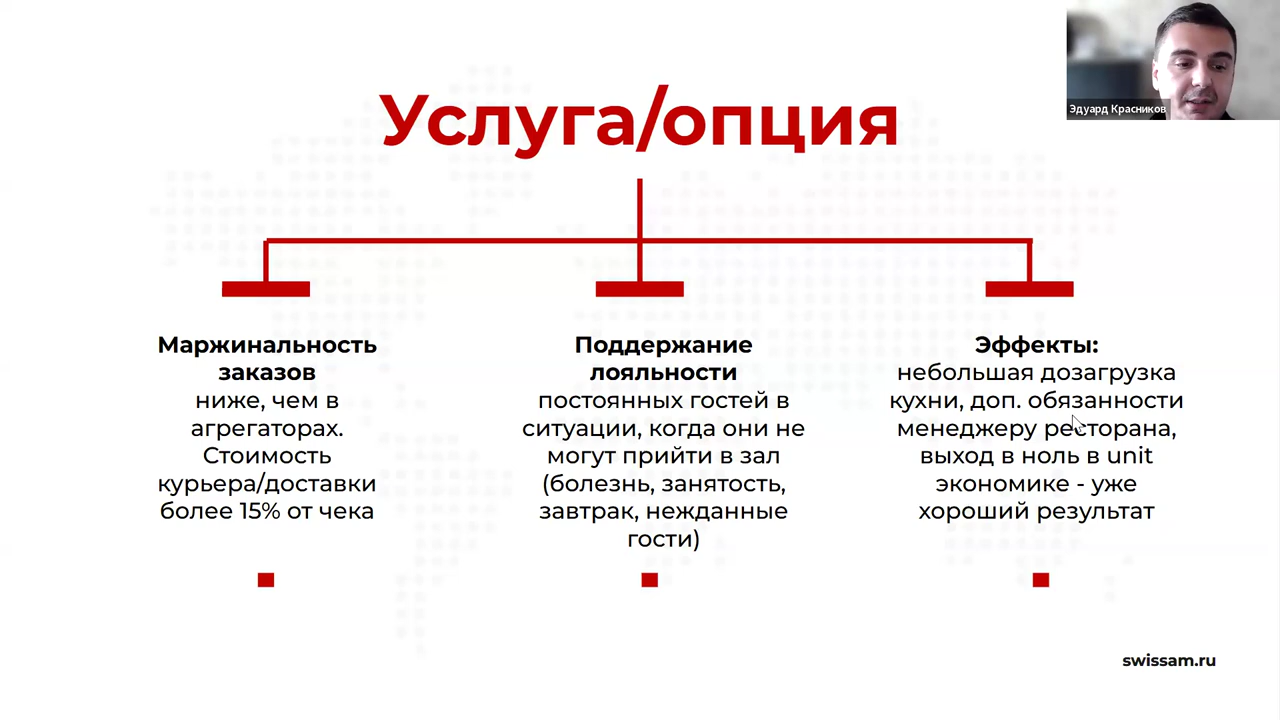 Эдуард Красников
Услуга/опция
Маржинальность
заказов
ниже, чем в
агрегаторах.
Стоимость
курьера/доставки
более 15% от чека
Поддержание
лояльности
постоянных гостей в
ситуации, когда они не
могут прийти в зал
(болезнь, занятость,
завтрак, нежданные
гости)
Эффекты:
небольшая дозагрузка
кухни, доп. обязанности
менеджеру ресторана,
выход в ноль в unit
экономике - уже
хороший результат
swissam.ru